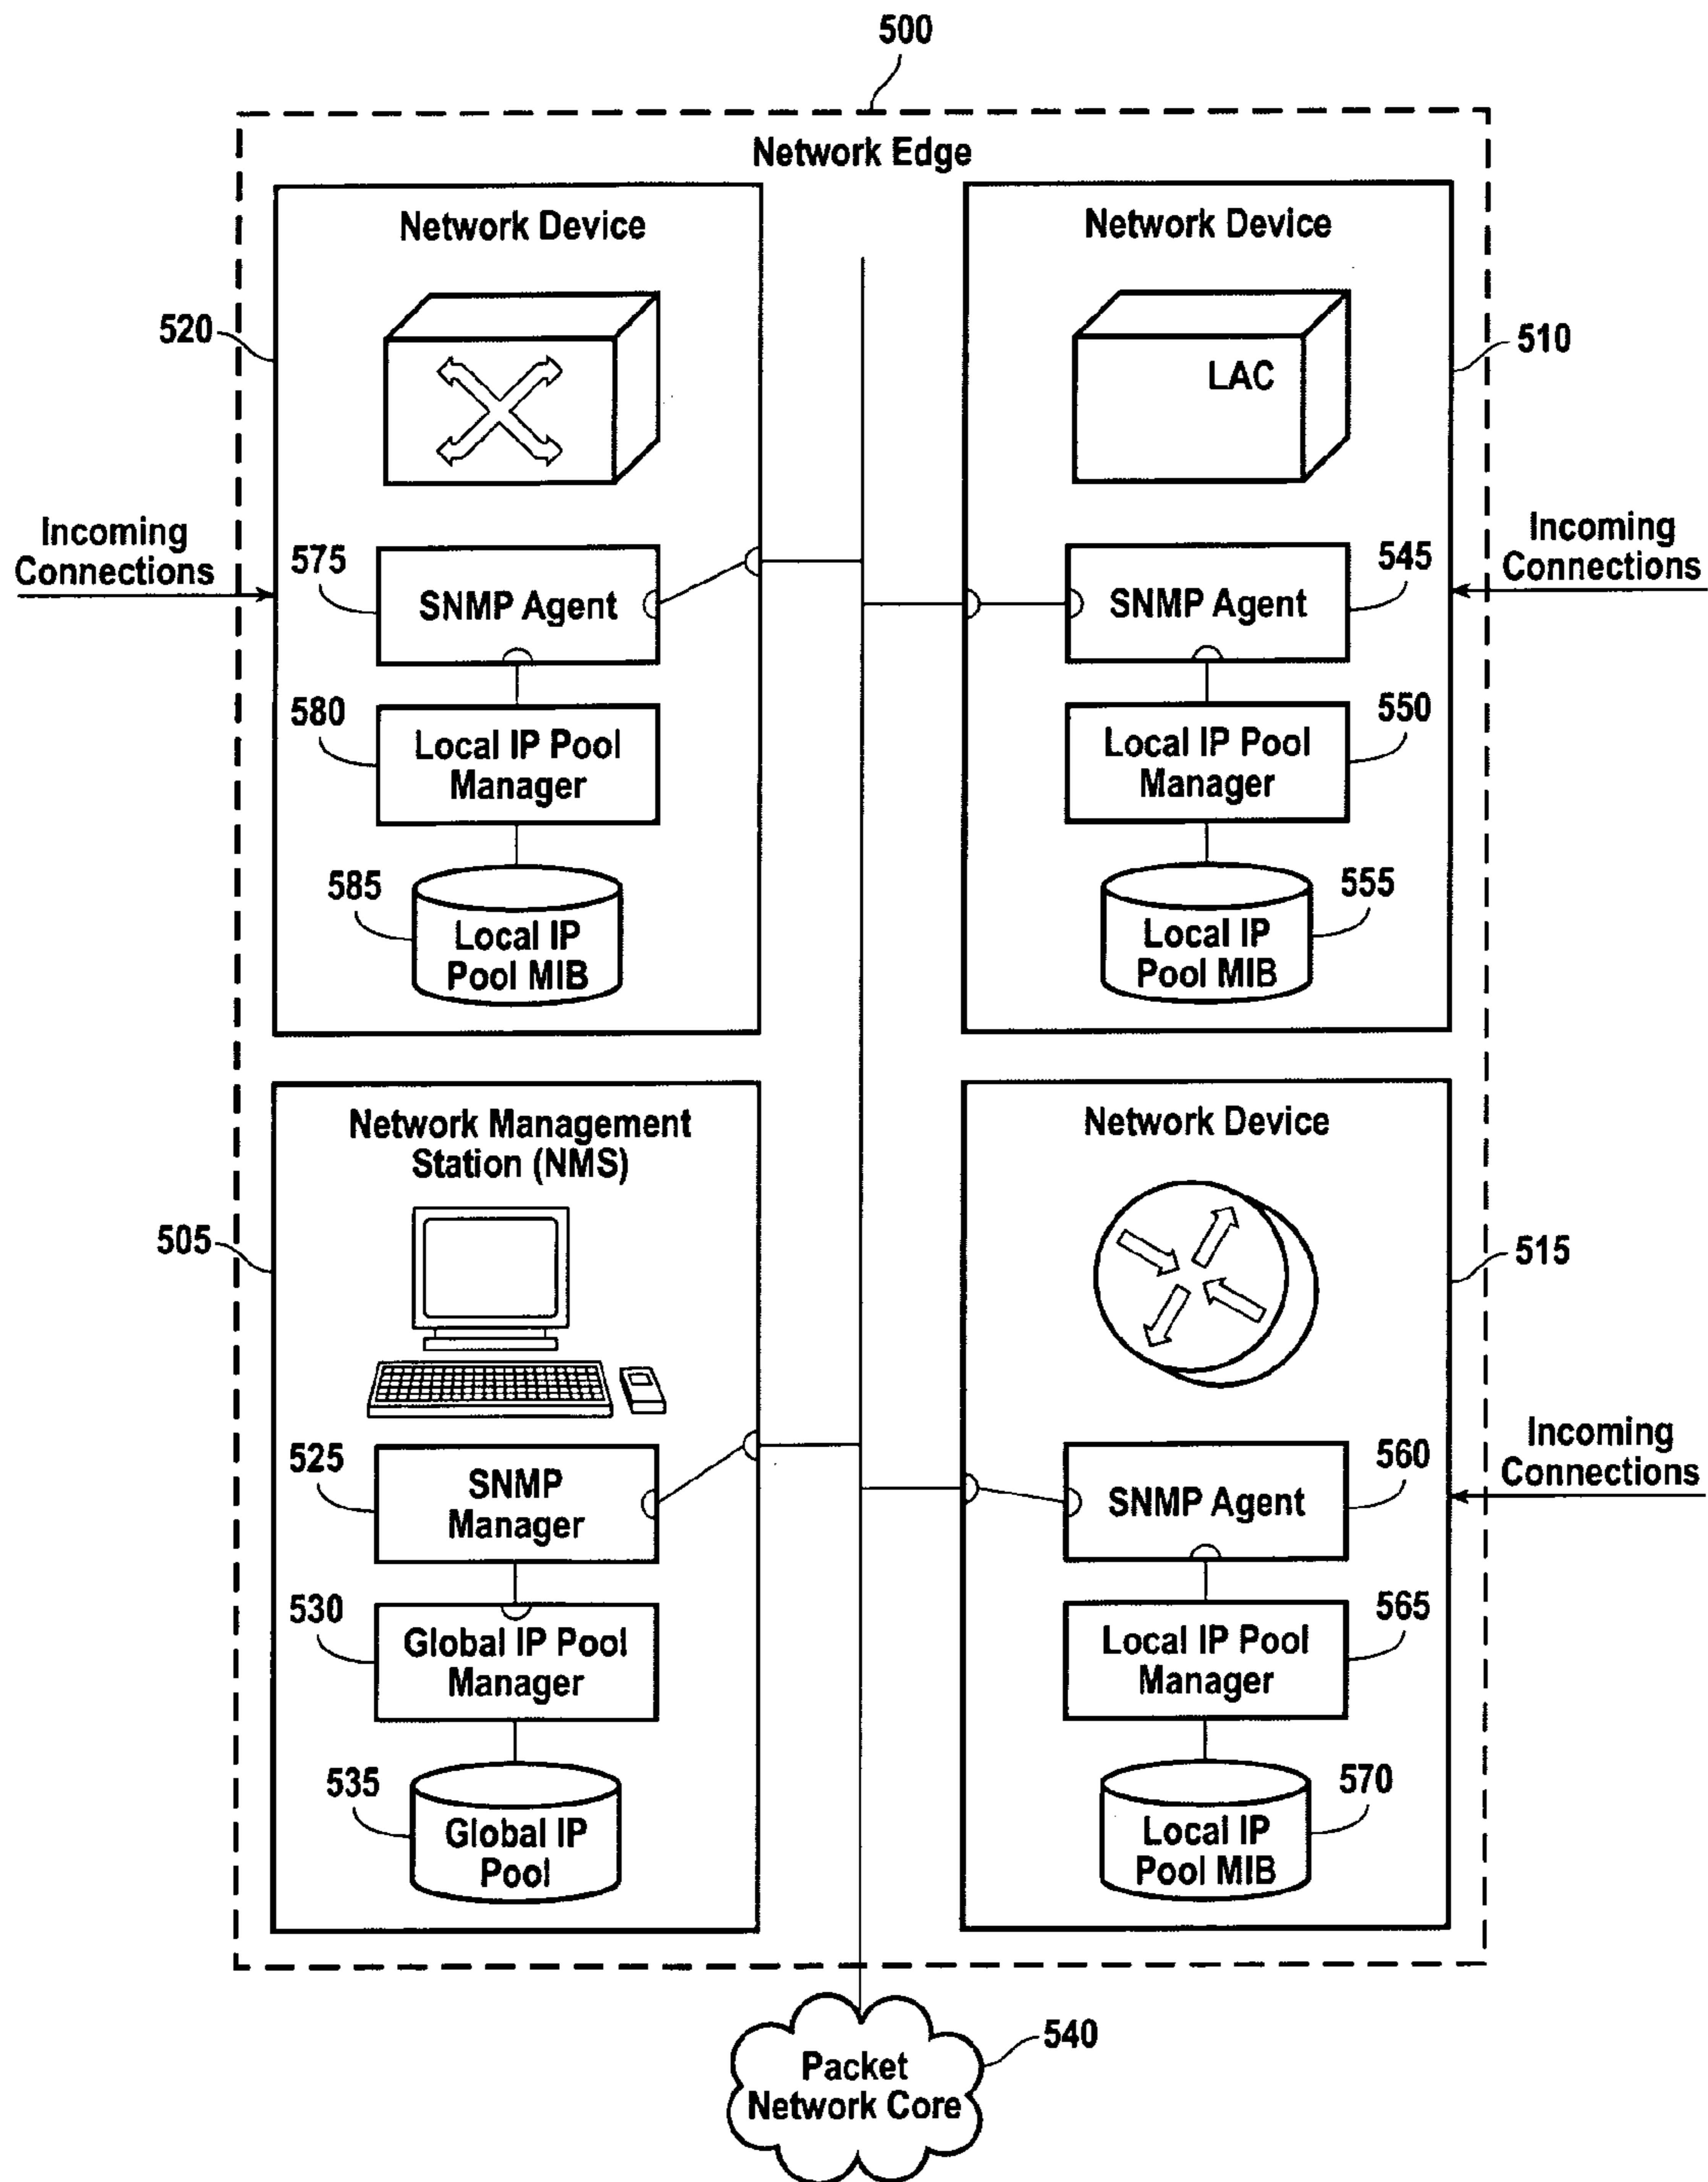 500
Network Edge
Network Device
520
Incoming
Connections
575
SNMP Agent
580
Local IP Pool
Manager
585
Local IP
Pool MIB
Network Device
LAC
510
Incoming
Connections
545
SNMP Agent
550
Local IP Pool
Manager
555
Local IP
Pool MIB
Network Management
Station (NMS)
505
525
SNMP
Manager
530
Global IP Pool
Manager
535
Global IP
Pool
Network Device
515
Incoming
Connections
560
SNMP Agent
565
Local IP Pool
Manager
570
Local IP
Pool MIB
540
Packet
Network Core